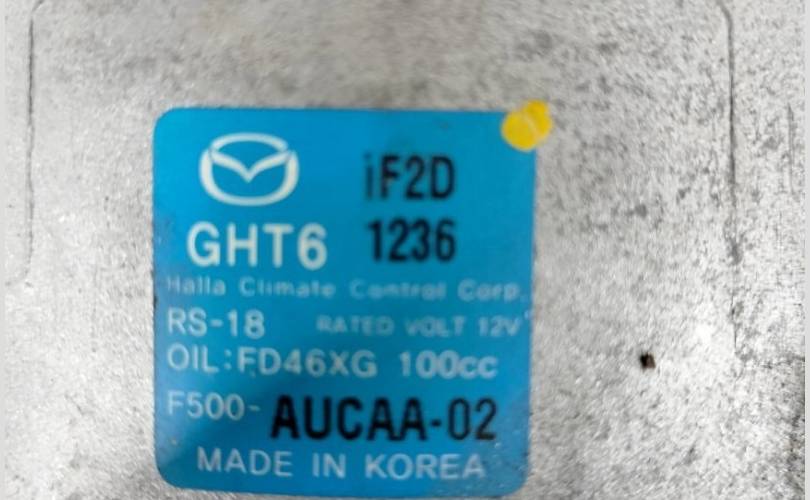 iF2D
GHT6 1236
Halla Climate Control Corp.
RS-18 RATED VOLT 12V
OIL:FD46XG 100cc
F500-AUCAA-02
MADE IN KOREA